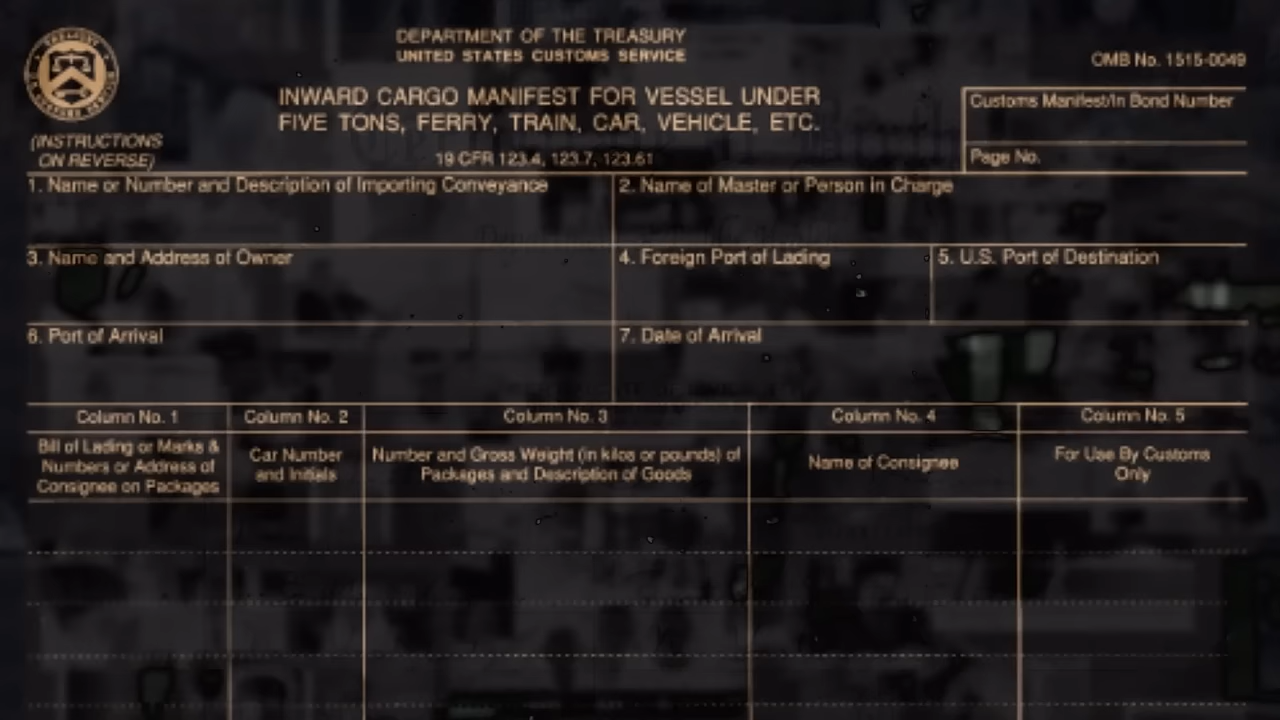 DEPARTMENT OF THE TREASURY
UNITED STATES CUSTOMS SERVICE
OMB No. 1515-0049
INWARD CARGO MANIFEST FOR VESSEL UNDER
FIVE TONS, FERRY, TRAIN, CAR, VEHICLE, ETC.
Customs Manifest/In Bond Number
(INSTRUCTIONS
ON REVERSE)
19 CFR 123.4, 123.7, 123.61
Page No.
1. Name or Number and Description of Importing Conveyance
2. Name of Master or Person in Charge
3. Name and Address of Owner
4. Foreign Port of Lading
5. U.S. Port of Destination
6. Port of Arrival
7. Date of Arrival
Column No. 1
Column No. 2
Column No. 3
Column No. 4
Column No. 5
Bill of Lading or Marks &
Numbers or Address of
Consignee on Packages
Car Number
and Initials
Number and Gross Weight (in kilos or pounds) of
Packages and Description of Goods
Name of Consignee
For Use By Customs
Only